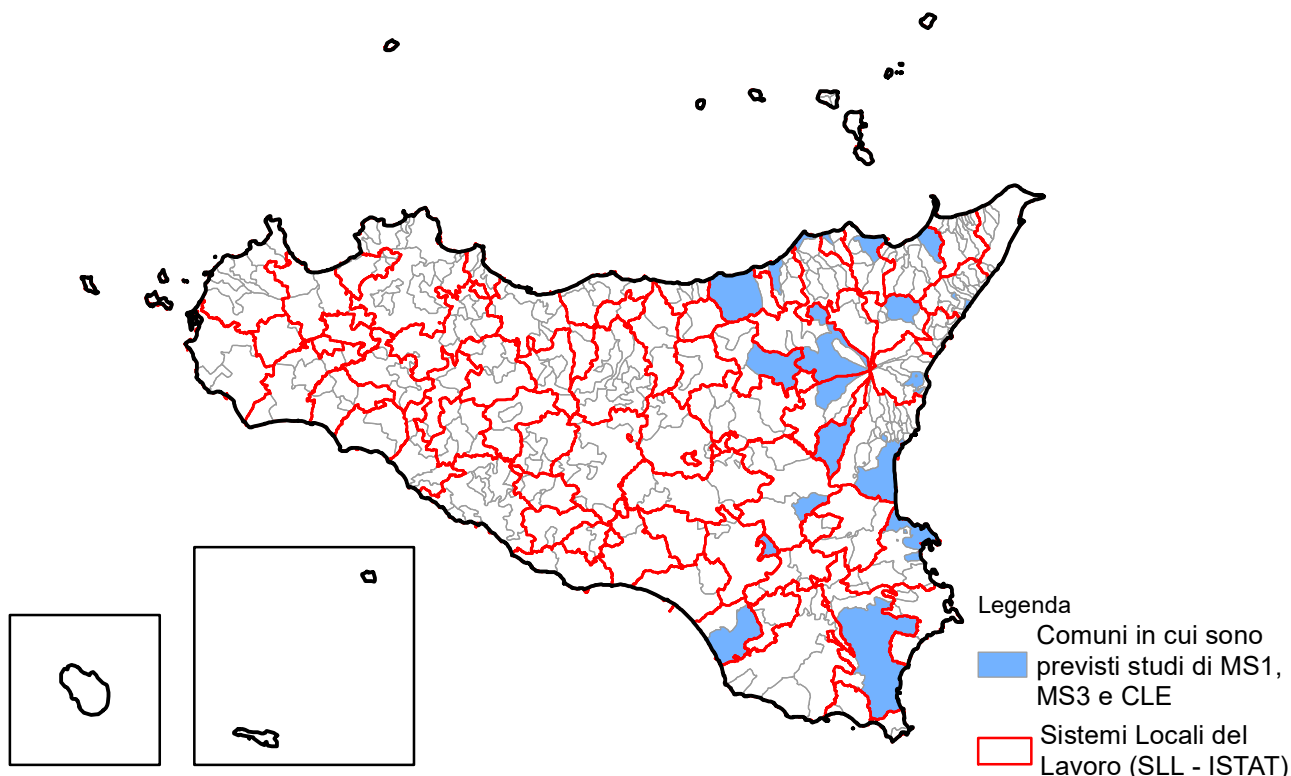 Legenda
Comuni in cui sono
previsti studi di MS1,
MS3 e CLE
Sistemi Locali del
Lavoro (SLL - ISTAT)